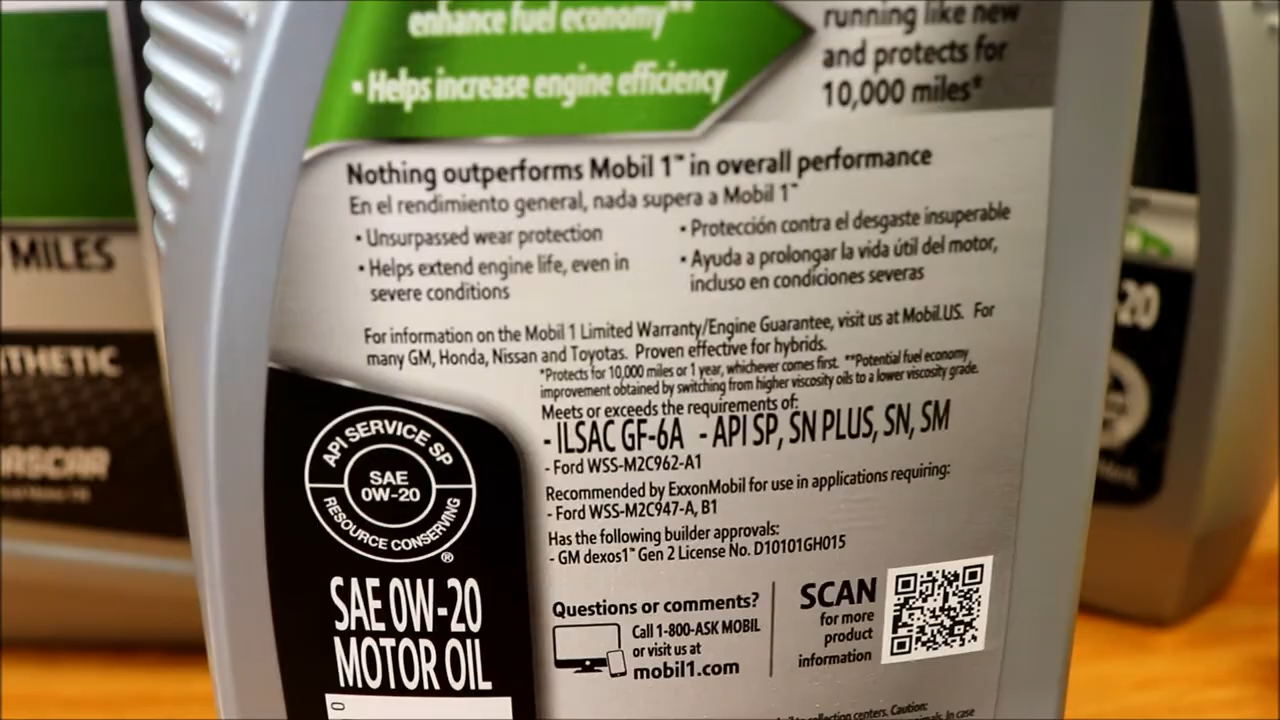 enhance fuel economy**
• Helps increase engine efficiency
running like new
and protects for
10,000 miles*
Nothing outperforms Mobil 1™ in overall performance
En el rendimiento general, nada supera a Mobil 1™
• Unsurpassed wear protection
• Helps extend engine life, even in
severe conditions
• Protección contra el desgaste insuperable
• Ayuda a prolongar la vida útil del motor,
incluso en condiciones severas
For information on the Mobil 1 Limited Warranty/Engine Guarantee, visit us at Mobil.US. For
many GM, Honda, Nissan and Toyotas. Proven effective for hybrids.
*Protects for 10,000 miles or 1 year, whichever comes first. **Potential fuel economy
improvement obtained by switching from higher viscosity oils to a lower viscosity grade.
Meets or exceeds the requirements of:
- ILSAC GF-6A - API SP, SN PLUS, SN, SM
- Ford WSS-M2C962-A1
Recommended by ExxonMobil for use in applications requiring:
- Ford WSS-M2C947-A, B1
Has the following builder approvals:
- GM dexos1™ Gen 2 License No. D10101GH015
API SERVICE SP
SAE
0W-20
RESOURCE CONSERVING
®
SAE 0W-20
MOTOR OIL
Questions or comments?
Call 1-800-ASK MOBIL
or visit us at
mobil1.com
SCAN
for more
product
information
collection centers. Caution:
In case
MILES
THETIC
ASCAR
-20